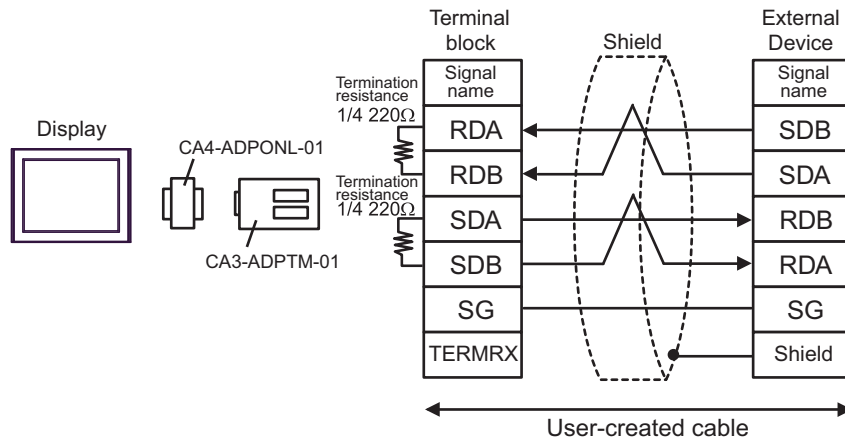 Terminal
block
Shield
External
Device
Signal
name
Signal
name
Termination
resistance
1/4 220Ω
RDA
SDB
Display
CA4-ADPONL-01
RDB
SDA
Termination
resistance
1/4 220Ω
SDA
RDB
CA3-ADPTM-01
SDB
RDA
SG
SG
TERMRX
Shield
User-created cable